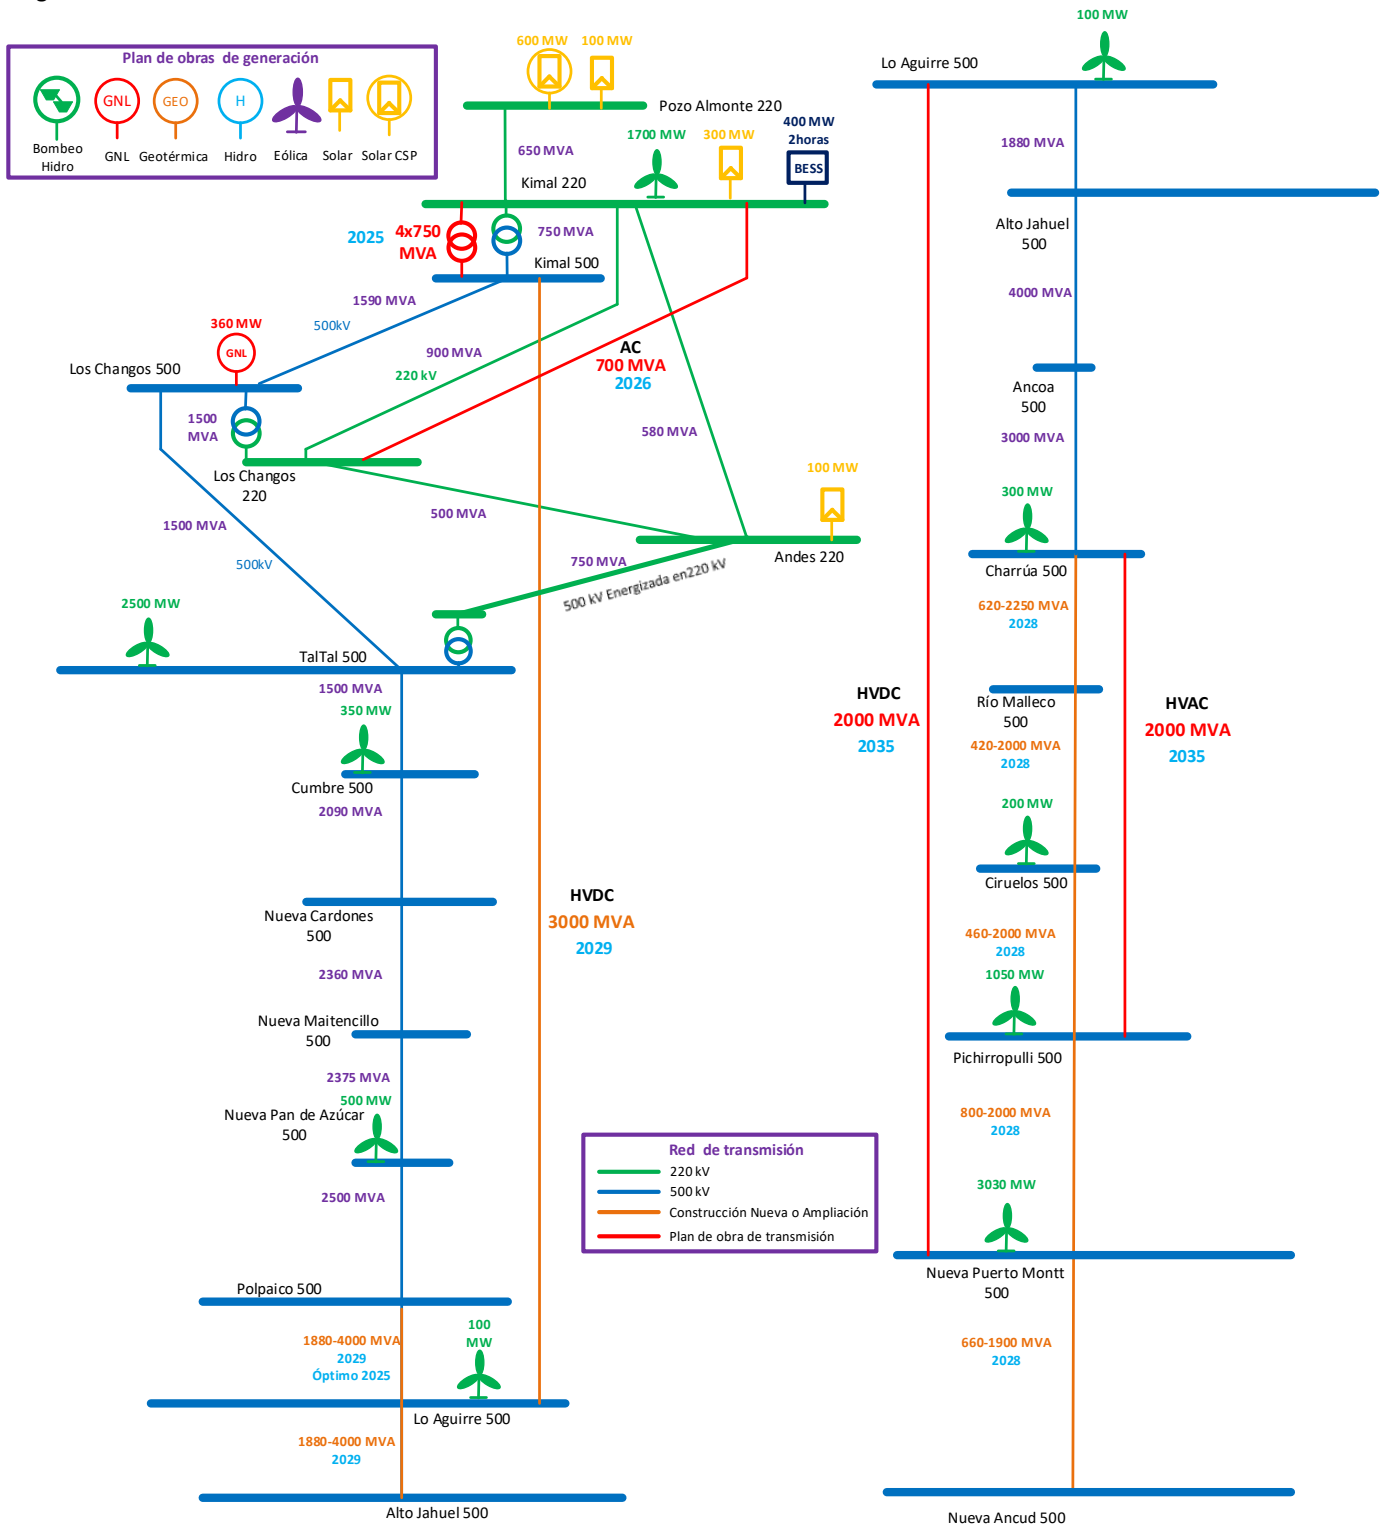 Plan de obras de generación
GNL
GEO
H
Bombeo
Hidro
GNL
Geotérmica
Hidro
Eólica
Solar
Solar CSP
600 MW
100 MW
Pozo Almonte 220
650 MVA
1700 MW
300 MW
400 MW
2horas
BESS
Kimal 220
2025
4x750
MVA
750 MVA
Kimal 500
1590 MVA
500kV
360 MW
GNL
Los Changos 500
900 MVA
220 kV
AC
700 MVA
2026
1500
MVA
580 MVA
Los Changos
220
1500 MVA
500kV
500 MVA
100 MW
Andes 220
750 MVA
500 kV Energizada en220 kV
2500 MW
TalTal 500
1500 MVA
350 MW
Cumbre 500
2090 MVA
Nueva Cardones
500
2360 MVA
HVDC
3000 MVA
2029
Nueva Maitencillo
500
2375 MVA
500 MW
Nueva Pan de Azúcar
500
2500 MVA
Polpaico 500
1880-4000 MVA
2029
Óptimo 2025
100
MW
Lo Aguirre 500
1880-4000 MVA
2029
Alto Jahuel 500
Red de transmisión
220 kV
500 kV
Construcción Nueva o Ampliación
Plan de obra de transmisión
100 MW
Lo Aguirre 500
1880 MVA
Alto Jahuel
500
4000 MVA
Ancoa
500
3000 MVA
300 MW
Charrúa 500
620-2250 MVA
2028
HVDC
2000 MVA
2035
Río Malleco
500
HVAC
2000 MVA
2035
420-2000 MVA
2028
200 MW
Ciruelos 500
460-2000 MVA
2028
1050 MW
Pichirropulli 500
800-2000 MVA
2028
3030 MW
Nueva Puerto Montt
500
660-1900 MVA
2028
Nueva Ancud 500